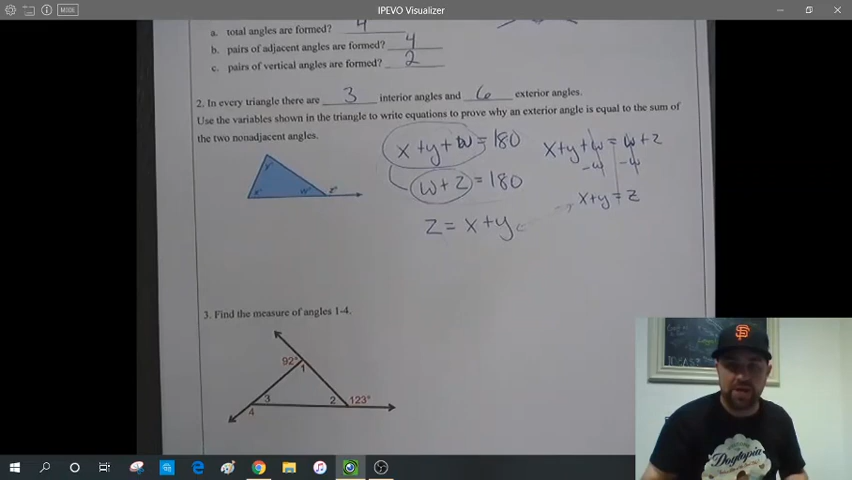 IPEVO Visualizer
MODE
a. total angles are formed? 4
b. pairs of adjacent angles are formed? 4
c. pairs of vertical angles are formed? 2
2. In every triangle there are 3 interior angles and 6 exterior angles.
Use the variables shown in the triangle to write equations to prove why an exterior angle is equal to the sum of
the two nonadjacent angles.
x+y+w=180
w+z=180
z=x+y
x+y+w=w+z
-w -w
x+y=z
y°
x° w° z°
3. Find the measure of angles 1-4.
92°
1
3 2 123°
4
SF
Dogtopia